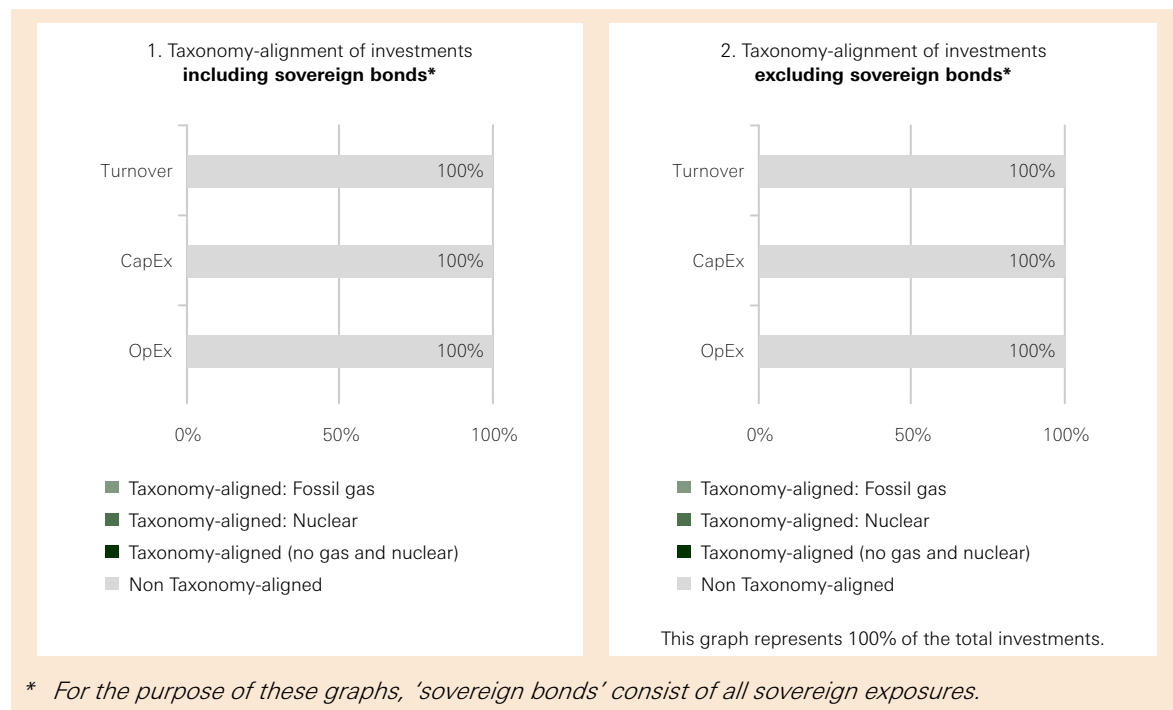 1. Taxonomy-alignment of investments
including sovereign bonds*
Turnover
100%
CapEx
100%
OpEx
100%
0%
50%
100%
Taxonomy-aligned: Fossil gas
Taxonomy-aligned: Nuclear
Taxonomy-aligned (no gas and nuclear)
Non Taxonomy-aligned
2. Taxonomy-alignment of investments
excluding sovereign bonds*
Turnover
100%
CapEx
100%
OpEx
100%
0%
50%
100%
Taxonomy-aligned: Fossil gas
Taxonomy-aligned: Nuclear
Taxonomy-aligned (no gas and nuclear)
Non Taxonomy-aligned
This graph represents 100% of the total investments.
* For the purpose of these graphs, ‘sovereign bonds’ consist of all sovereign exposures.